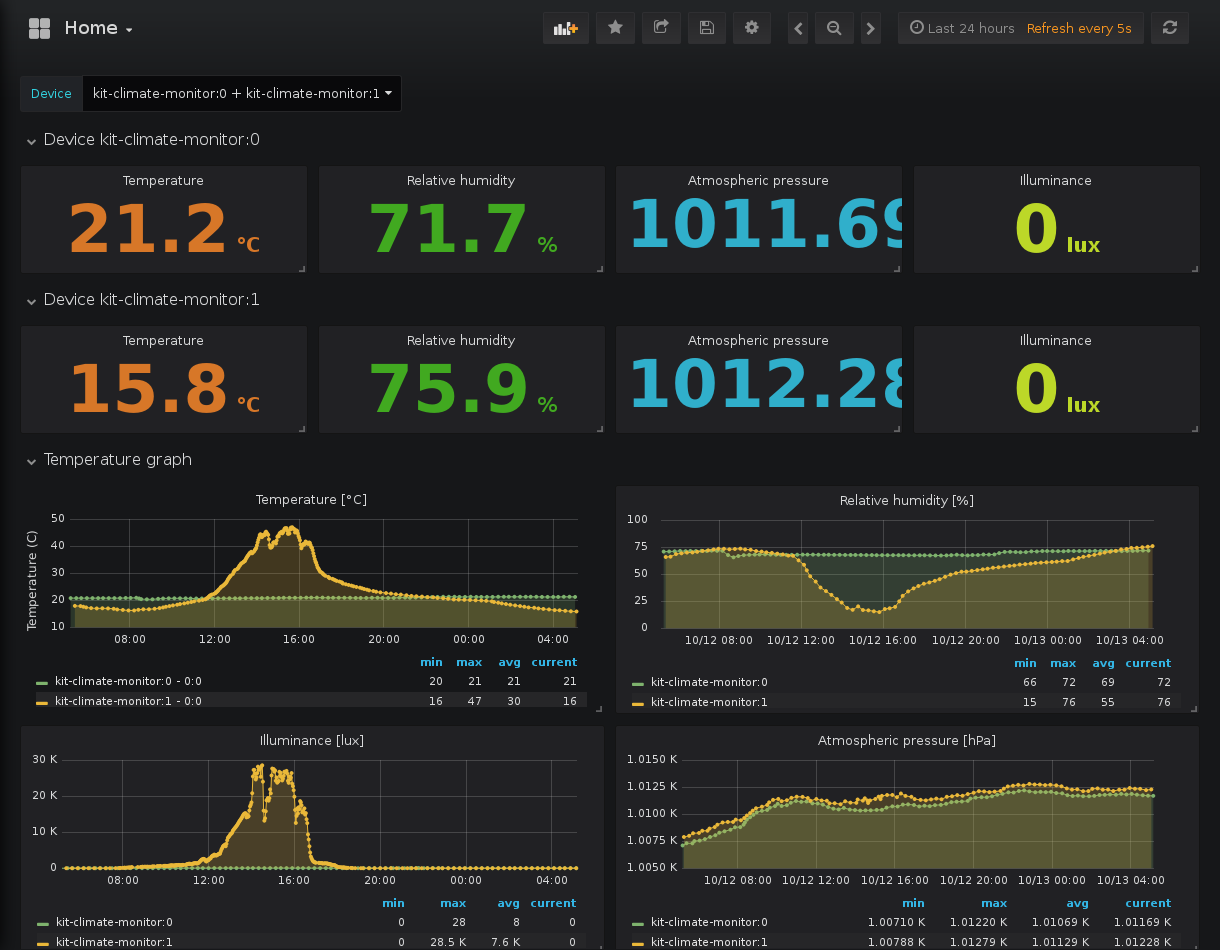 Home
Last 24 hours Refresh every 5s
Device kit-climate-monitor:0 + kit-climate-monitor:1
Device kit-climate-monitor:0
Temperature Relative humidity Atmospheric pressure Illuminance
21.2 °C 71.7 % 1011.69 0 lux
Device kit-climate-monitor:1
Temperature Relative humidity Atmospheric pressure Illuminance
15.8 °C 75.9 % 1012.28 0 lux
Temperature graph
Temperature [°C]
Temperature (C)
50
40
30
20
10
08:00 12:00 16:00 20:00 00:00 04:00
min max avg current
kit-climate-monitor:0 - 0:0 20 21 21 21
kit-climate-monitor:1 - 0:0 16 47 30 16
Relative humidity [%]
100
75
50
25
0
10/12 08:00 10/12 12:00 10/12 16:00 10/12 20:00 10/13 00:00 10/13 04:00
min max avg current
kit-climate-monitor:0 66 72 69 72
kit-climate-monitor:1 15 76 55 76
Illuminance [lux]
30 K
20 K
10 K
0
08:00 12:00 16:00 20:00 00:00 04:00
min max avg current
kit-climate-monitor:0 0 28 8 0
kit-climate-monitor:1 0 28.5 K 7.6 K 0
Atmospheric pressure [hPa]
1.0150 K
1.0125 K
1.0100 K
1.0075 K
1.0050 K
10/12 08:00 10/12 12:00 10/12 16:00 10/12 20:00 10/13 00:00 10/13 04:00
min max avg current
kit-climate-monitor:0 1.00710 K 1.01220 K 1.01069 K 1.01169 K
kit-climate-monitor:1 1.00788 K 1.01279 K 1.01129 K 1.01228 K